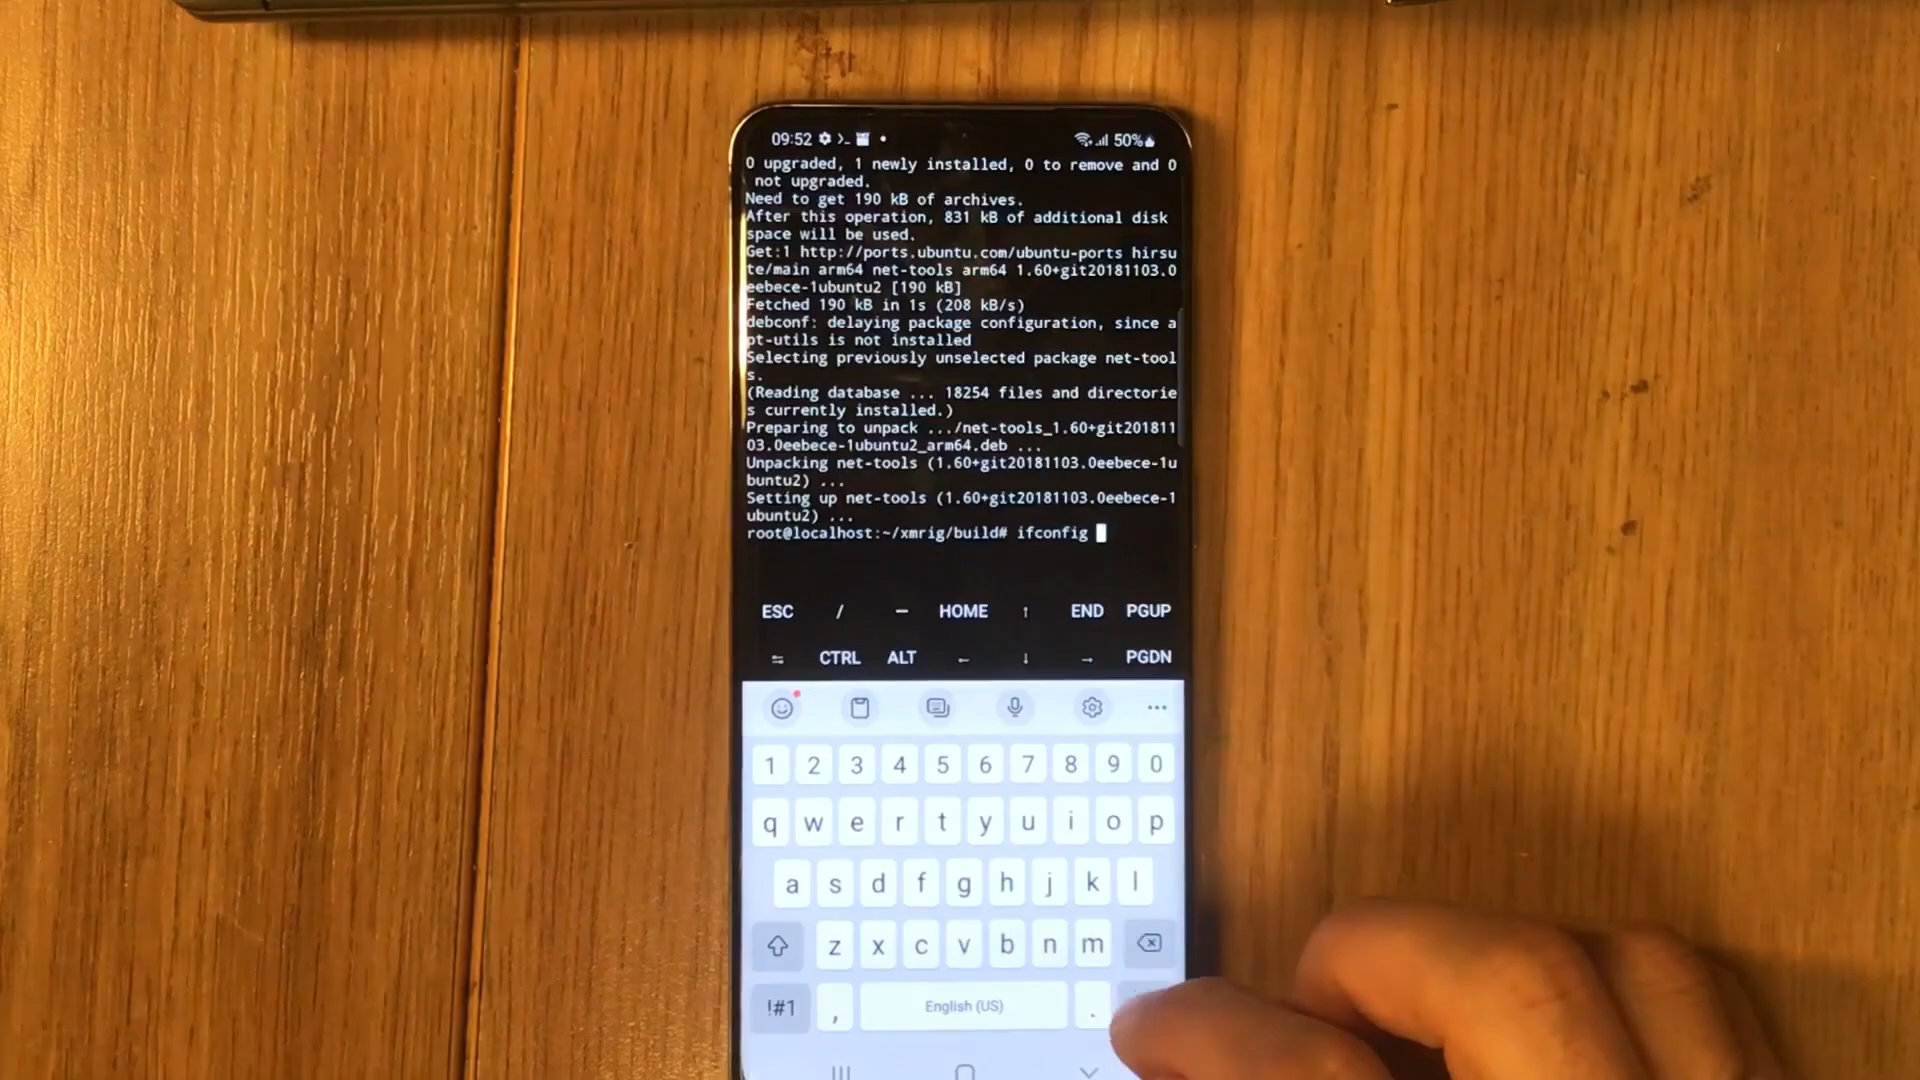 09:52 50%
0 upgraded, 1 newly installed, 0 to remove and 0
not upgraded.
Need to get 190 kB of archives.
After this operation, 831 kB of additional disk
space will be used.
Get:1 http://ports.ubuntu.com/ubuntu-ports hirsu
te/main arm64 net-tools arm64 1.60+git20181103.0
eebece-1ubuntu2 [190 kB]
Fetched 190 kB in 1s (208 kB/s)
debconf: delaying package configuration, since a
pt-utils is not installed
Selecting previously unselected package net-tool
s.
(Reading database ... 18254 files and directorie
s currently installed.)
Preparing to unpack .../net-tools_1.60+git201811
03.0eebece-1ubuntu2_arm64.deb ...
Unpacking net-tools (1.60+git20181103.0eebece-1u
buntu2) ...
Setting up net-tools (1.60+git20181103.0eebece-1
ubuntu2) ...
root@localhost:~/xmrig/build# ifconfig
ESC / – HOME ↑ END PGUP
⇆ CTRL ALT ← ↓ → PGDN
1 2 3 4 5 6 7 8 9 0
q w e r t y u i o p
a s d f g h j k l
z x c v b n m
!#1 , English (US) .